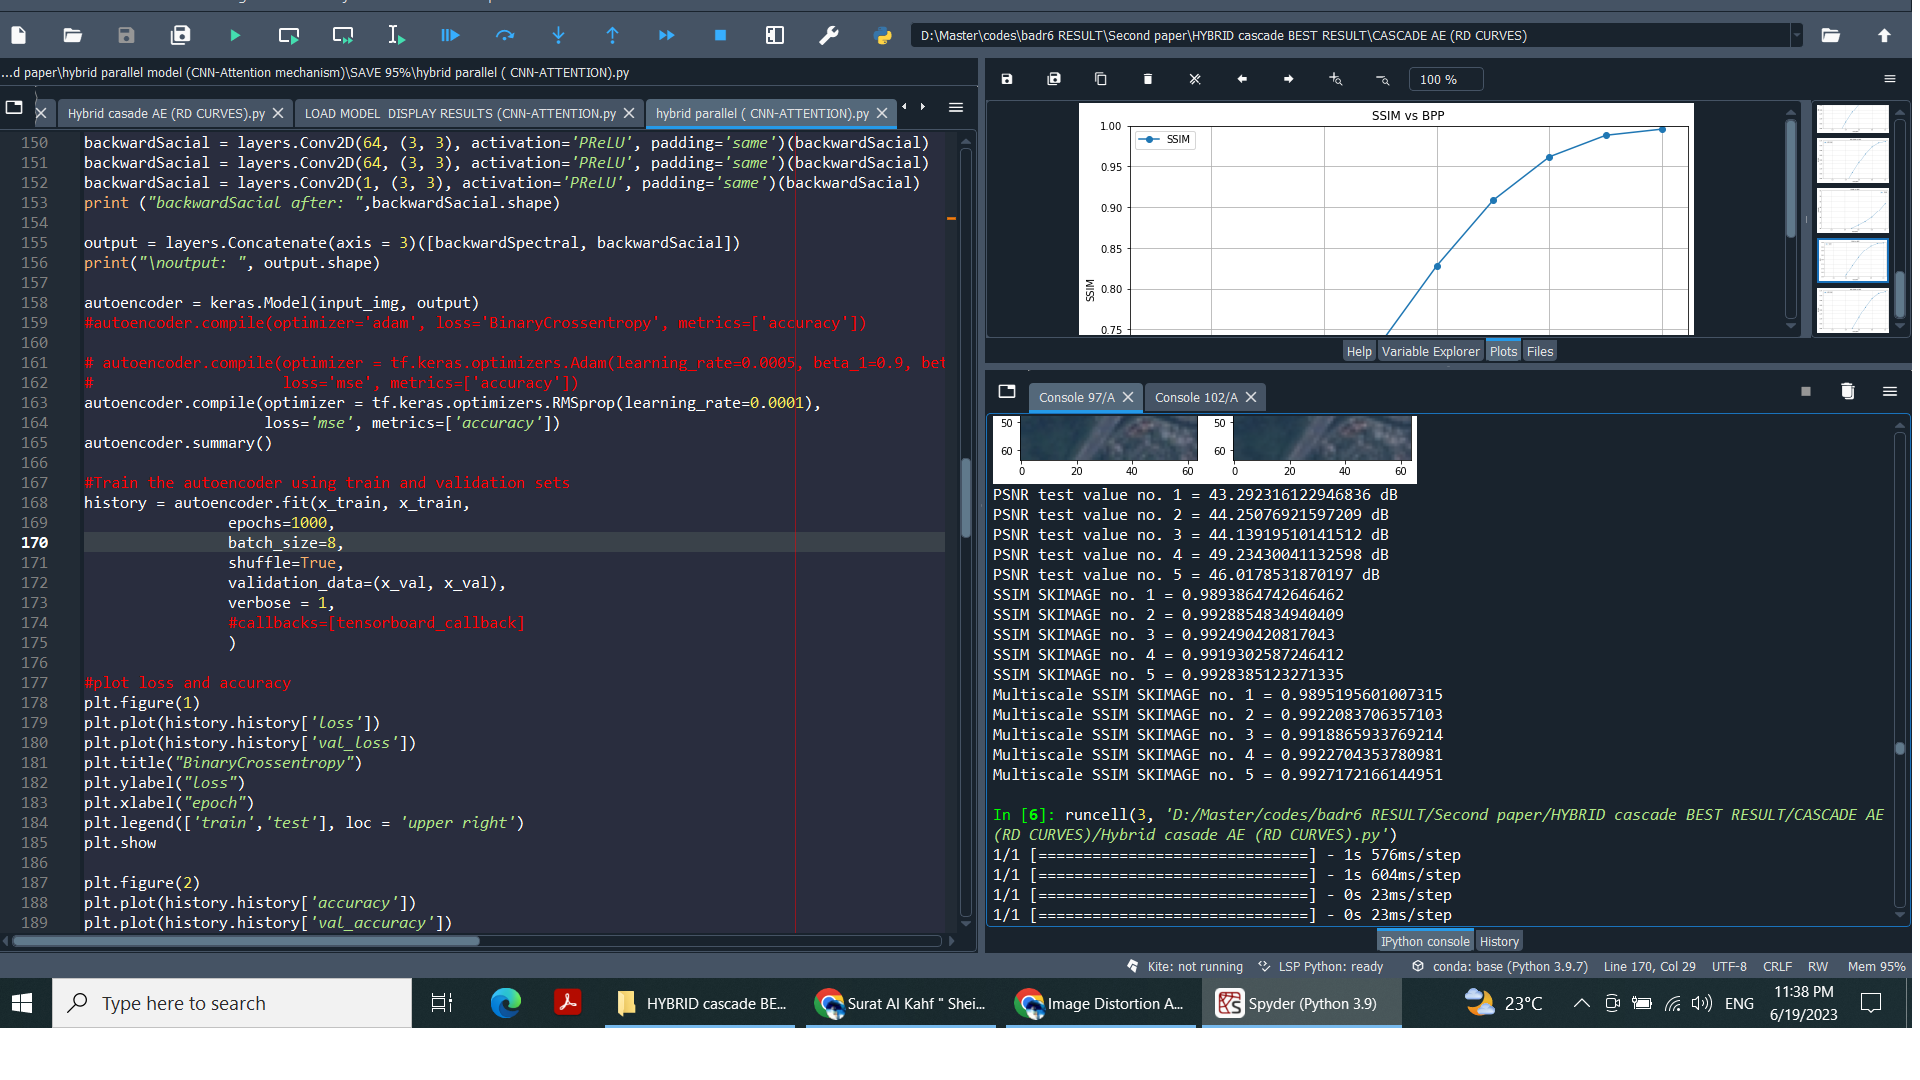 D:\Master\codes\badr6 RESULT\Second paper\HYBRID cascade BEST RESULT\CASCADE AE (RD CURVES)
...d paper\hybrid parallel model (CNN-Attention mechanism)\SAVE 95%\hybrid parallel ( CNN-ATTENTION).py
Hybrid casade AE (RD CURVES).py
LOAD MODEL DISPLAY RESULTS (CNN-ATTENTION.py
hybrid parallel ( CNN-ATTENTION).py
150 backwardSacial = layers.Conv2D(64, (3, 3), activation='PReLU', padding='same')(backwardSacial)
151 backwardSacial = layers.Conv2D(64, (3, 3), activation='PReLU', padding='same')(backwardSacial)
152 backwardSacial = layers.Conv2D(1, (3, 3), activation='PReLU', padding='same')(backwardSacial)
153 print ("backwardSacial after: ",backwardSacial.shape)
154
155 output = layers.Concatenate(axis = 3)([backwardSpectral, backwardSacial])
156 print("\noutput: ", output.shape)
157
158 autoencoder = keras.Model(input_img, output)
159 #autoencoder.compile(optimizer='adam', loss='BinaryCrossentropy', metrics=['accuracy'])
160
161 # autoencoder.compile(optimizer = tf.keras.optimizers.Adam(learning_rate=0.0005, beta_1=0.9, bet
162 # loss='mse', metrics=['accuracy'])
163 autoencoder.compile(optimizer = tf.keras.optimizers.RMSprop(learning_rate=0.0001),
164 loss='mse', metrics=['accuracy'])
165 autoencoder.summary()
166
167 #Train the autoencoder using train and validation sets
168 history = autoencoder.fit(x_train, x_train,
169 epochs=1000,
170 batch_size=8,
171 shuffle=True,
172 validation_data=(x_val, x_val),
173 verbose = 1,
174 #callbacks=[tensorboard_callback]
175 )
176
177 #plot loss and accuracy
178 plt.figure(1)
179 plt.plot(history.history['loss'])
180 plt.plot(history.history['val_loss'])
181 plt.title("BinaryCrossentropy")
182 plt.ylabel("loss")
183 plt.xlabel("epoch")
184 plt.legend(['train','test'], loc = 'upper right')
185 plt.show
186
187 plt.figure(2)
188 plt.plot(history.history['accuracy'])
189 plt.plot(history.history['val_accuracy'])
100 %
SSIM vs BPP
SSIM
1.00
0.95
0.90
0.85
0.80
0.75
SSIM
Help Variable Explorer Plots Files
Console 97/A Console 102/A
50 50
60 60
0 20 40 60 0 20 40 60
PSNR test value no. 1 = 43.292316122946836 dB
PSNR test value no. 2 = 44.25076921597209 dB
PSNR test value no. 3 = 44.13919510141512 dB
PSNR test value no. 4 = 49.23430041132598 dB
PSNR test value no. 5 = 46.0178531870197 dB
SSIM SKIMAGE no. 1 = 0.9893864742646462
SSIM SKIMAGE no. 2 = 0.9928854834940409
SSIM SKIMAGE no. 3 = 0.992490420817043
SSIM SKIMAGE no. 4 = 0.9919302587246412
SSIM SKIMAGE no. 5 = 0.9928385123271335
Multiscale SSIM SKIMAGE no. 1 = 0.9895195601007315
Multiscale SSIM SKIMAGE no. 2 = 0.9922083706357103
Multiscale SSIM SKIMAGE no. 3 = 0.9918865933769214
Multiscale SSIM SKIMAGE no. 4 = 0.9922704353780981
Multiscale SSIM SKIMAGE no. 5 = 0.9927172166144951
In [6]: runcell(3, 'D:/Master/codes/badr6 RESULT/Second paper/HYBRID cascade BEST RESULT/CASCADE AE
(RD CURVES)/Hybrid casade AE (RD CURVES).py')
1/1 [==============================] - 1s 576ms/step
1/1 [==============================] - 1s 604ms/step
1/1 [==============================] - 0s 23ms/step
1/1 [==============================] - 0s 23ms/step
IPython console History
Kite: not running LSP Python: ready conda: base (Python 3.9.7) Line 170, Col 29 UTF-8 CRLF RW Mem 95%
Type here to search
HYBRID cascade BE...
Surat Al Kahf " Shei...
Image Distortion A...
Spyder (Python 3.9)
23°C
ENG
11:38 PM
6/19/2023